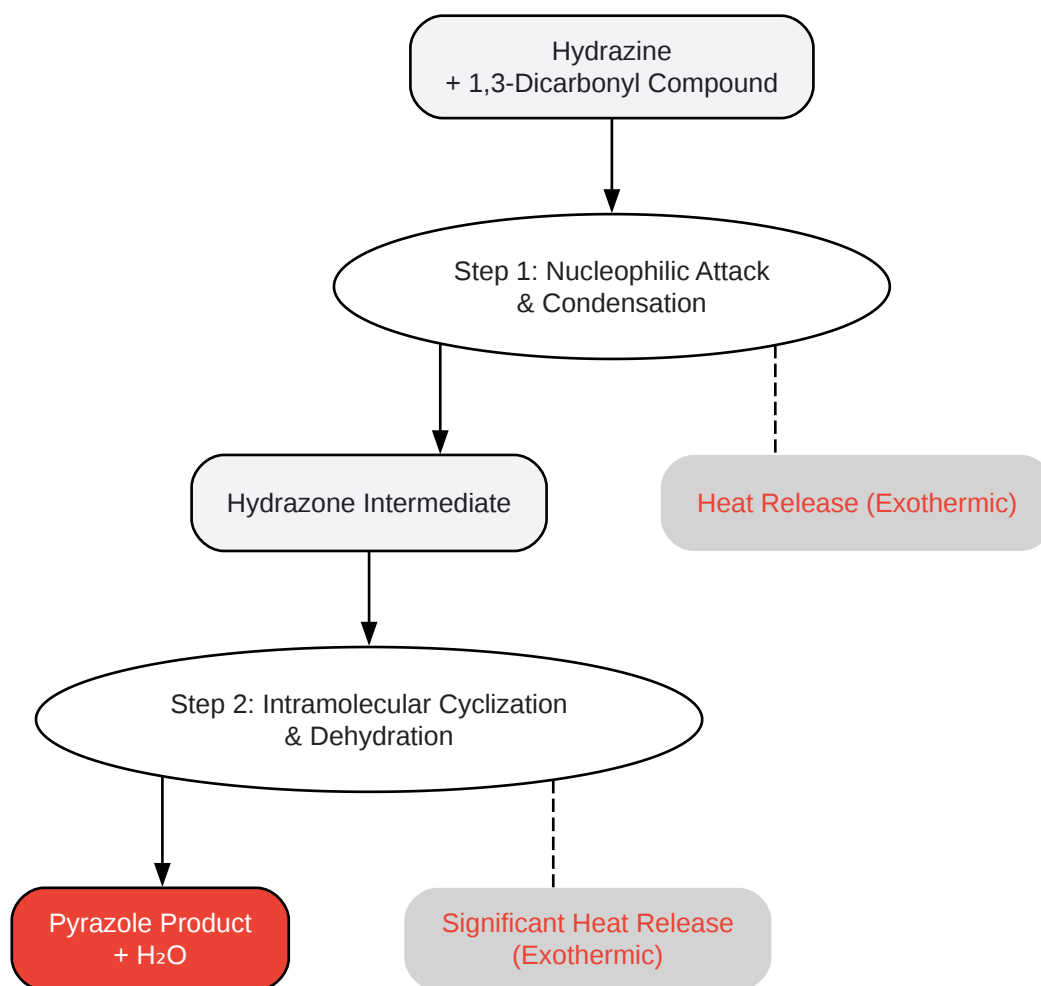 Hydrazine
+ 1,3-Dicarbonyl Compound
Step 1: Nucleophilic Attack
& Condensation
Hydrazone Intermediate
Heat Release (Exothermic)
Step 2: Intramolecular Cyclization
& Dehydration
Pyrazole Product
+ H₂O
Significant Heat Release
(Exothermic)